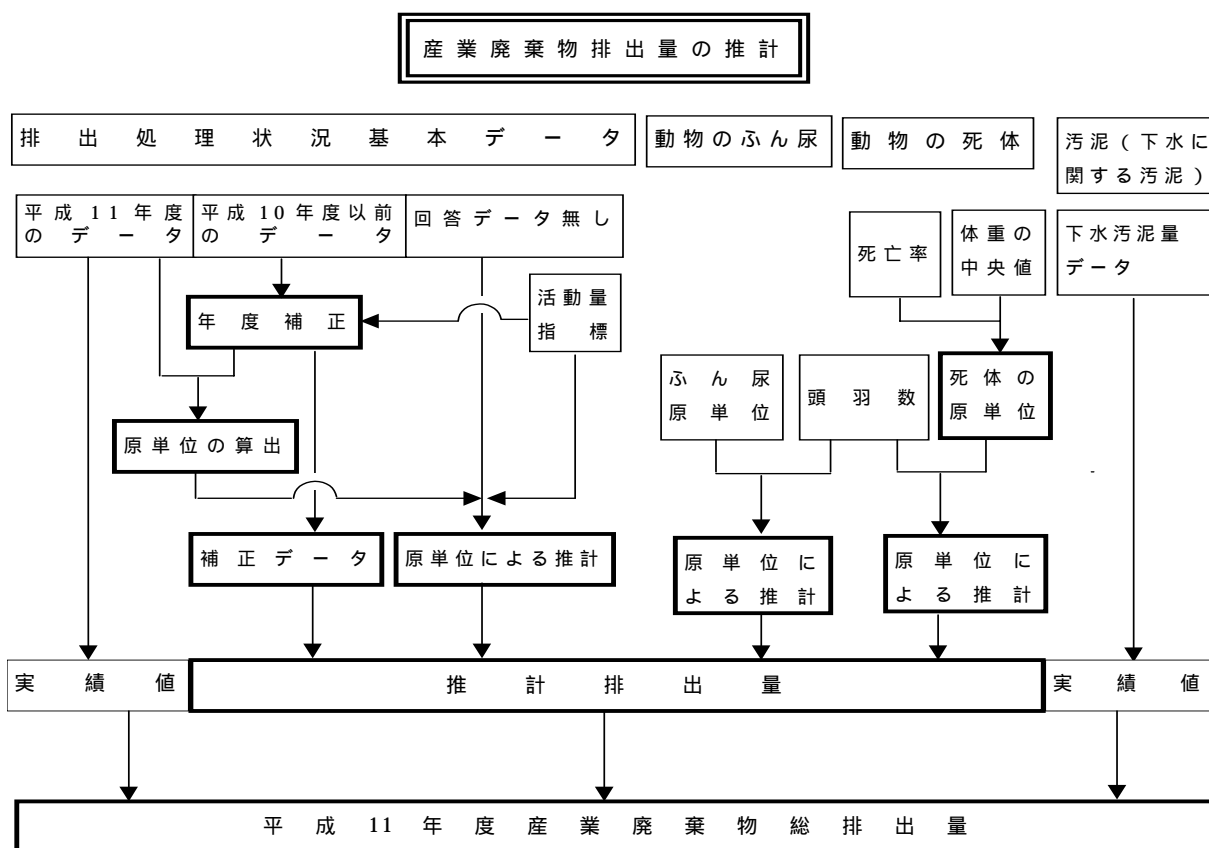 産業廃棄物排出量の推計
排出処理状況基本データ
動物のふん尿
動物の死体
汚泥(下水に
関する汚泥)
平成11年度
のデータ
平成10年度以前
のデータ
回答データ無し
死亡率
体重の
中央値
下水汚泥量
データ
活動量
指標
年度補正
ふん尿
原単位
頭羽数
死体の
原単位
原単位の算出
補正データ
原単位による推計
原単位に
よる推計
原単位に
よる推計
実績値
推計排出量
実績値
平成11年度産業廃棄物総排出量